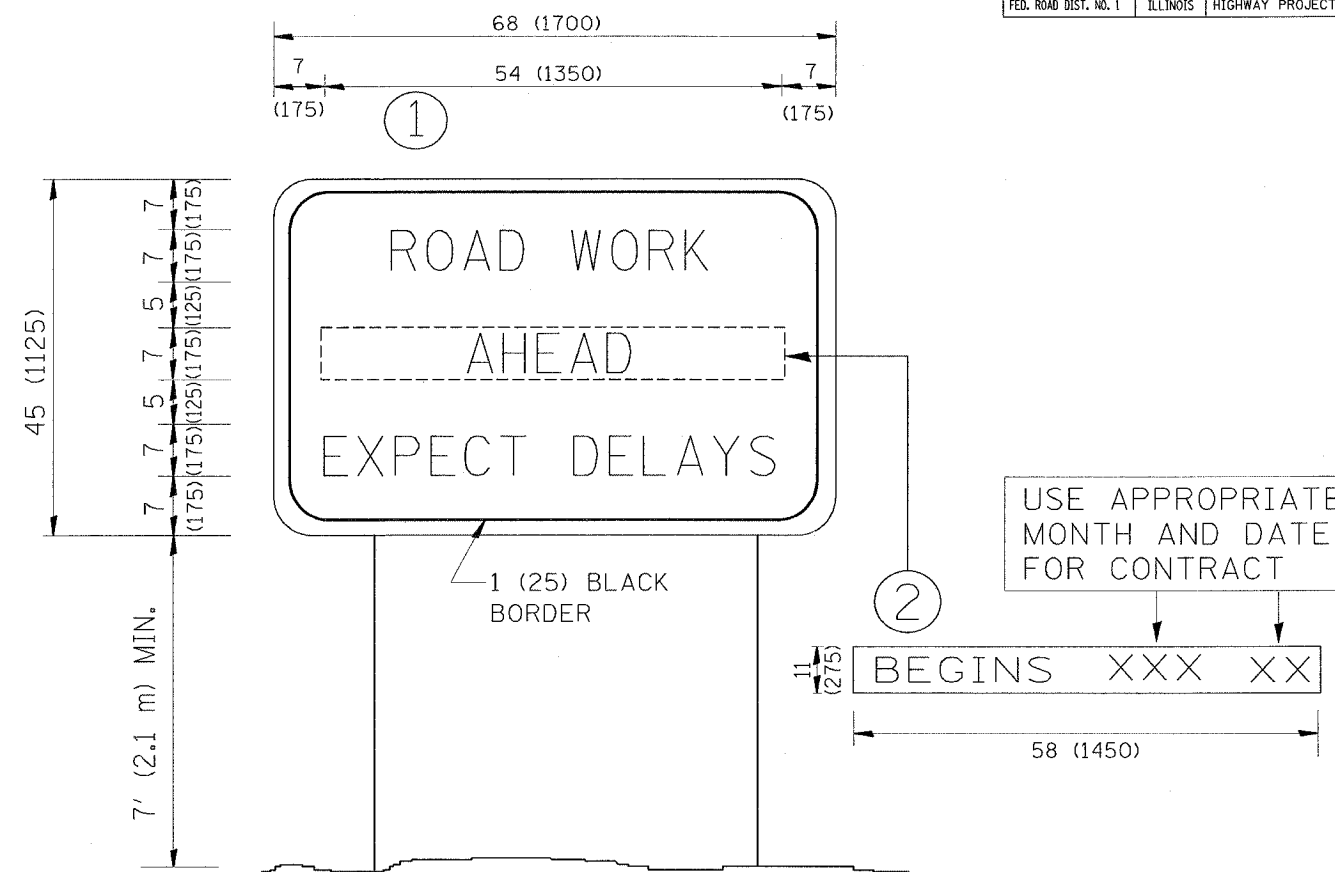 FED. ROAD DIST. NO. 1 ILLINOIS HIGHWAY PROJECT
68 (1700)
7 54 (1350) 7
(175) (175)
1
45 (1125)
7 (175)
7 (175)
5 (125)
7 (175)
5 (125)
7 (175)
7 (175)
ROAD WORK
AHEAD
EXPECT DELAYS
1 (25) BLACK
BORDER
7' (2.1 m) MIN.
2
USE APPROPRIATE
MONTH AND DATE
FOR CONTRACT
11
(275)
BEGINS XXX XX
58 (1450)